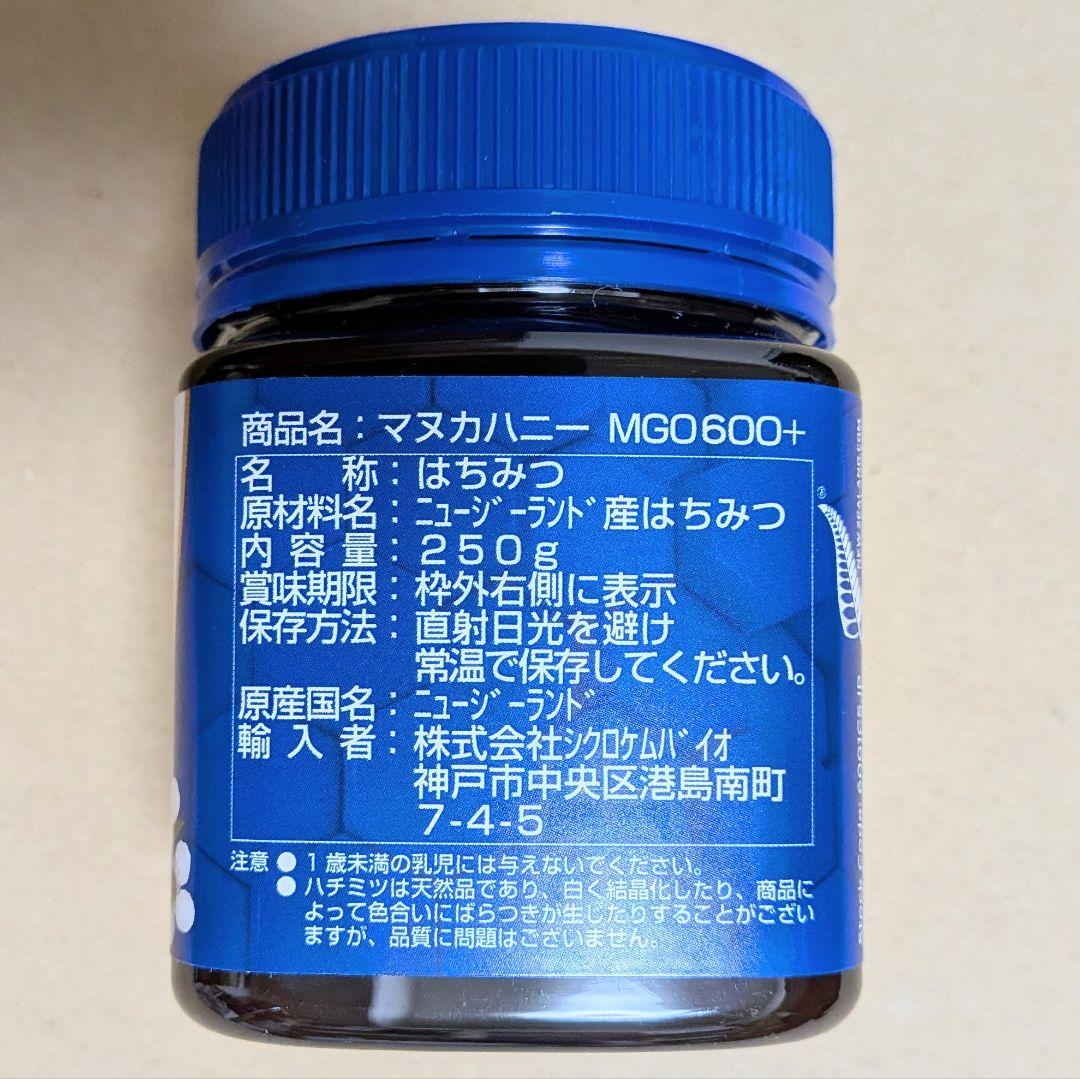 商品名：マヌカハニー MGO600+
名　　称：はちみつ
原材料名：ﾆｭｰｼﾞｰﾗﾝﾄﾞ産はちみつ
内 容 量：２５０ｇ
賞味期限：枠外右側に表示
保存方法：直射日光を避け
常温で保存してください。
原産国名：ﾆｭｰｼﾞｰﾗﾝﾄﾞ
輸 入 者：株式会社ｼｸﾛｹﾑﾊﾞｲｵ
神戸市中央区港島南町
7-4-5
注意 ● 1歳未満の乳児には与えないでください。
● ハチミツは天然品であり、白く結晶化したり、商品に
よって色合いにばらつきが生じたりすることがござい
ますが、品質に問題はございません。